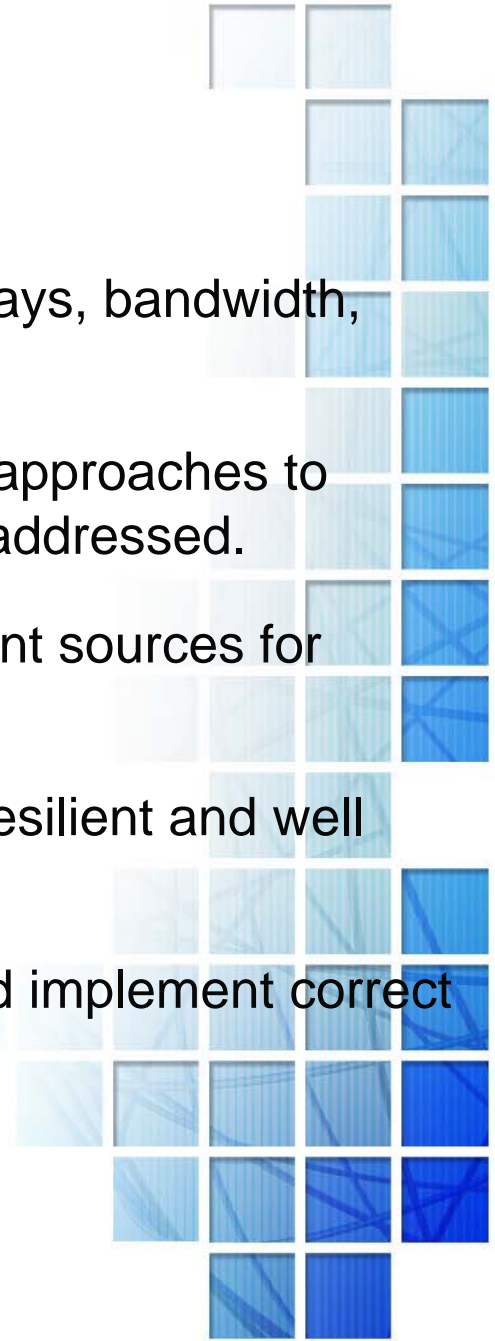 ays, bandwidth,
approaches to
addressed.
nt sources for
esilient and well
d implement correct